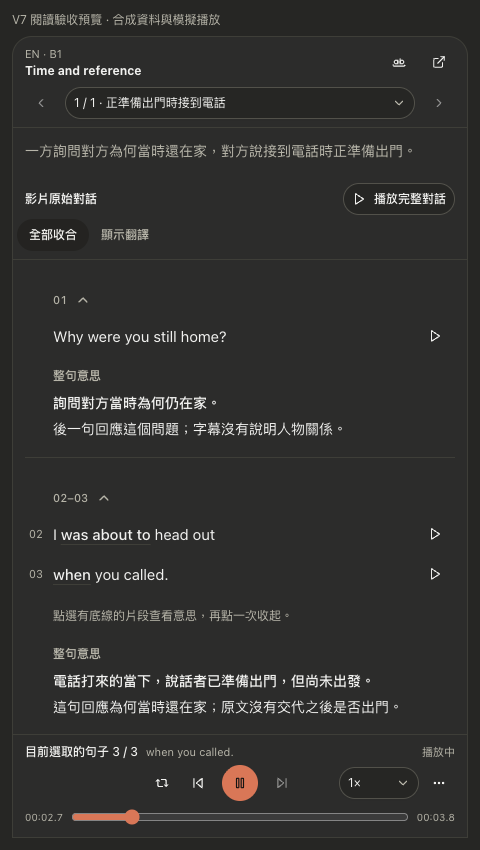 V7 閱讀驗收預覽 · 合成資料與模擬播放
EN · B1
Time and reference
ab
1 / 1 · 正準備出門時接到電話
一方詢問對方為何當時還在家，對方說接到電話時正準備出門。
影片原始對話
播放完整對話
全部收合 顯示翻譯
01
Why were you still home?
整句意思
詢問對方當時為何仍在家。
後一句回應這個問題；字幕沒有說明人物關係。
02–03
02 I was about to head out
03 when you called.
點選有底線的片段查看意思，再點一次收起。
整句意思
電話打來的當下，說話者已準備出門，但尚未出發。
這句回應為何當時還在家；原文沒有交代之後是否出門。
目前選取的句子 3 / 3 when you called. 播放中
1×
00:02.7 00:03.8